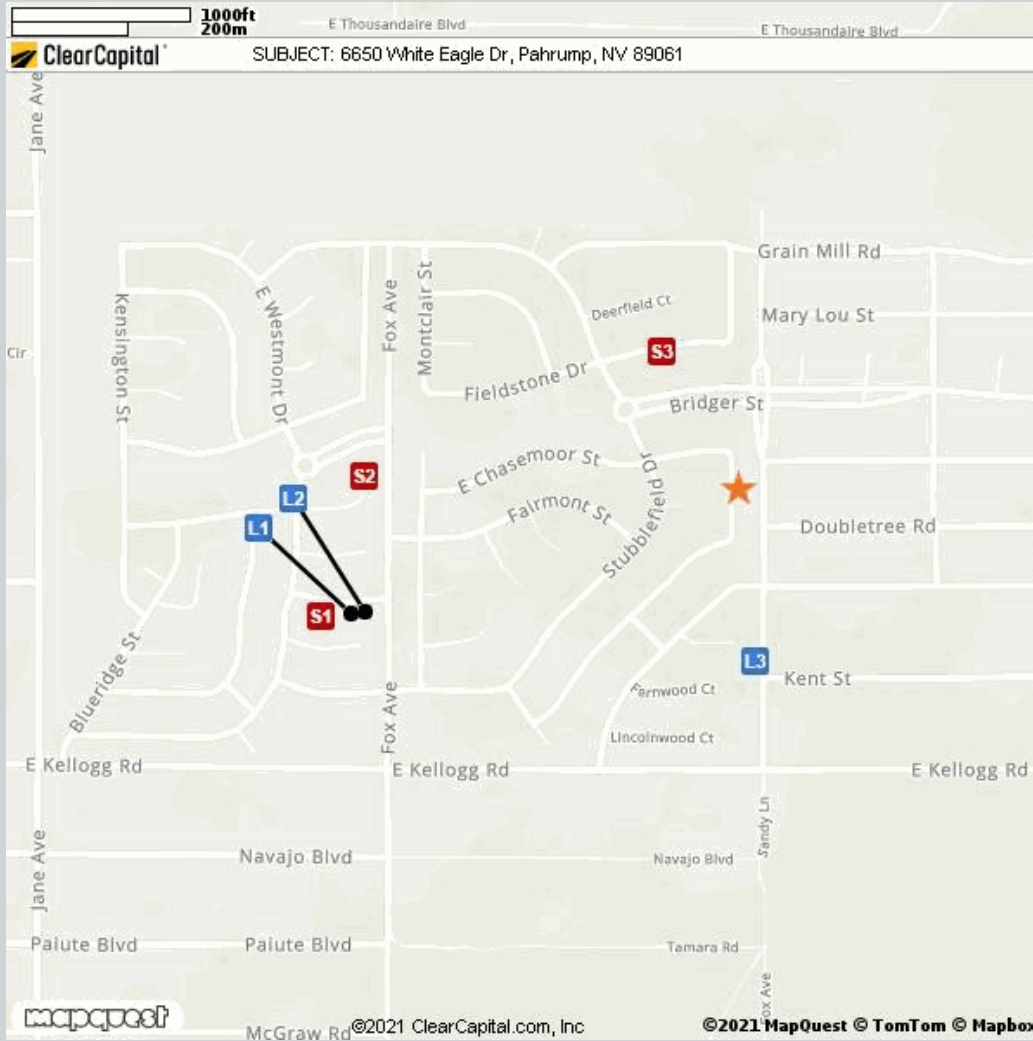 1000ft
200m
E Thousandaire Blvd
E Thousandaire Blvd
ClearCapital
SUBJECT: 6650 White Eagle Dr, Pahrump, NV 89061
Jane Ave
Grain Mill Rd
Kensington St
E Westmont Dr
Fox Ave
Montclair St
Deerfield Ct
Mary Lou St
Cir
S3
Fieldstone Dr
Bridger St
E Chasemoor St
S2
L2
Fairmont St
Stubblefield Dr
L1
Doubletree Rd
S1
L3
Blueridge St
Kent St
Fernwood Ct
Fox Ave
Lincolnwood Ct
E Kellogg Rd
E Kellogg Rd
E Kellogg Rd
Sandy Ln
Jane Ave
Navajo Blvd
Navajo Blvd
Paiute Blvd
Paiute Blvd
Tamara Rd
Fox Ave
mapquest
McGraw Rd
©2021 ClearCapital.com, Inc
©2021 MapQuest © TomTom © Mapbox